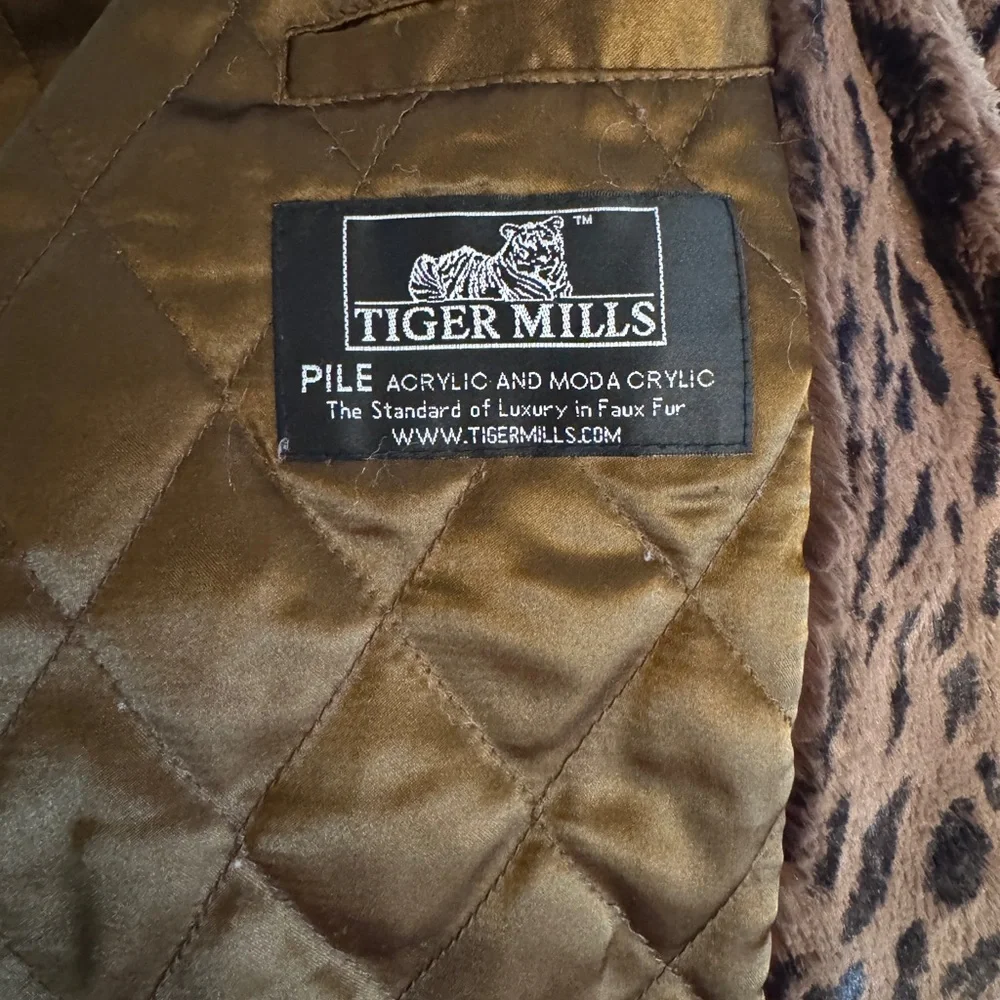 TM
TIGER MILLS
PILE ACRYLIC AND MODA CRYLIC
The Standard of Luxury in Faux Fur
WWW.TIGERMILLS.COM